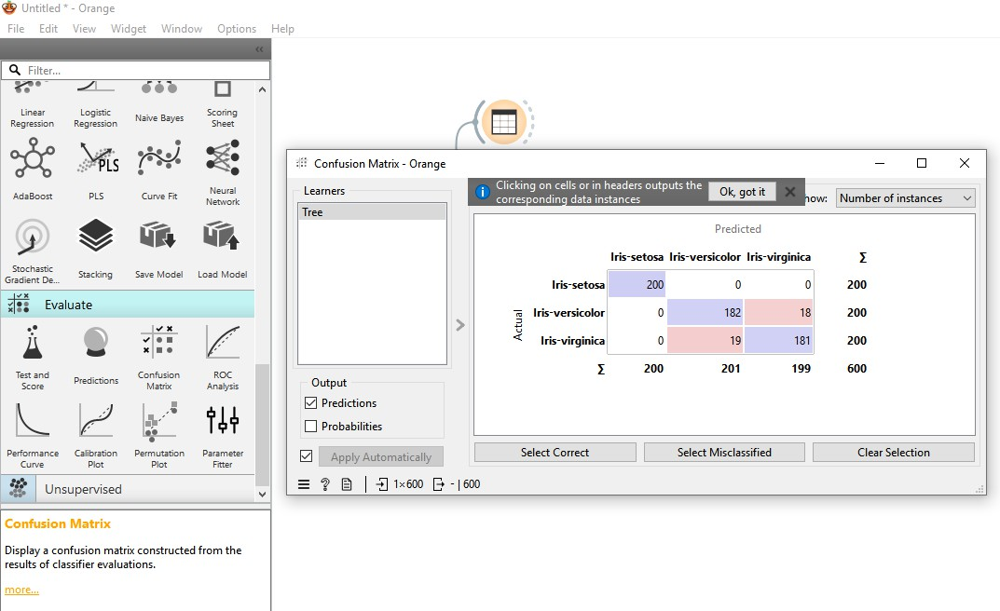 Untitled * - Orange
File Edit View Widget Window Options Help
Filter...
Linear Regression
Logistic Regression
Naive Bayes
Scoring Sheet
AdaBoost
PLS
PLS
Curve Fit
Neural Network
Stochastic Gradient De...
Stacking
Save Model
Load Model
Evaluate
Test and Score
Predictions
Confusion Matrix
ROC Analysis
Performance Curve
Calibration Plot
Permutation Plot
Parameter Fitter
Unsupervised
Confusion Matrix
Display a confusion matrix constructed from the
results of classifier evaluations.
more...
Confusion Matrix - Orange
Learners
Tree
Output
Predictions
Probabilities
Apply Automatically
1×600 - | 600
Clicking on cells or in headers outputs the
corresponding data instances
Ok, got it
how: Number of instances
Predicted
Iris-setosa Iris-versicolor Iris-virginica Σ
Actual
Iris-setosa 200 0 0 200
Iris-versicolor 0 182 18 200
Iris-virginica 0 19 181 200
Σ 200 201 199 600
Select Correct Select Misclassified Clear Selection